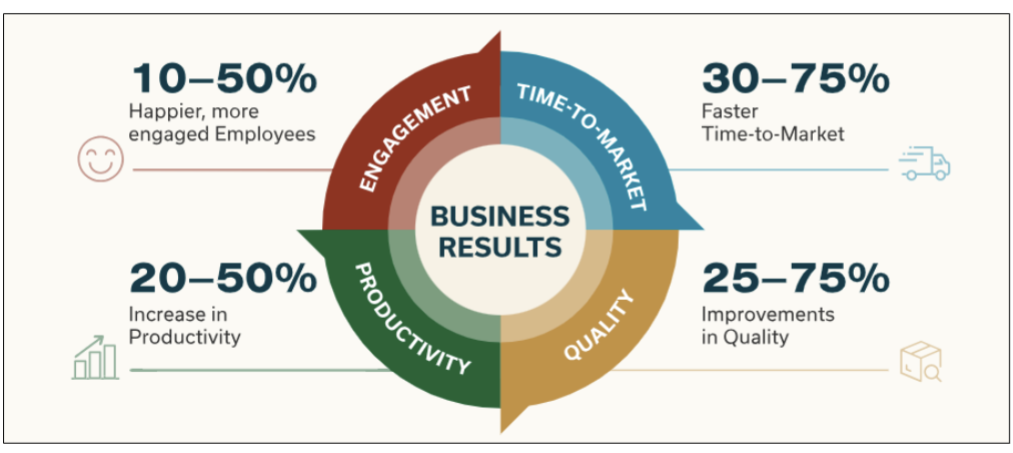 10–50%
Happier, more
engaged Employees
30–75%
Faster
Time-to-Market
ENGAGEMENT
TIME-TO-MARKET
BUSINESS
RESULTS
PRODUCTIVITY
QUALITY
20–50%
Increase in
Productivity
25–75%
Improvements
in Quality